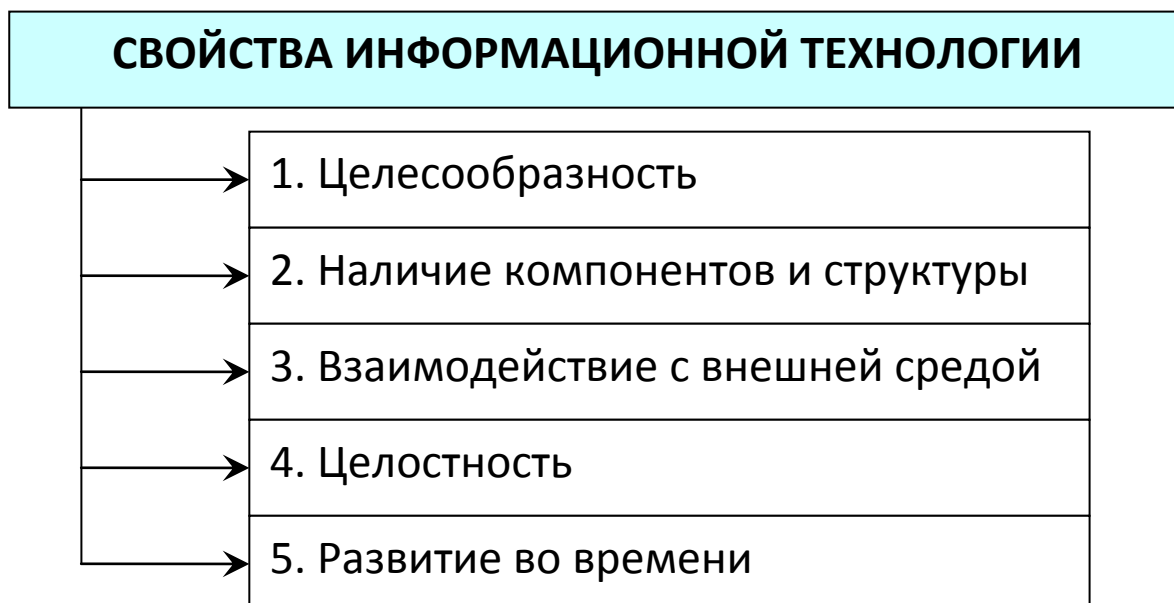 СВОЙСТВА ИНФОРМАЦИОННОЙ ТЕХНОЛОГИИ
1. Целесообразность
2. Наличие компонентов и структуры
3. Взаимодействие с внешней средой
4. Целостность
5. Развитие во времени